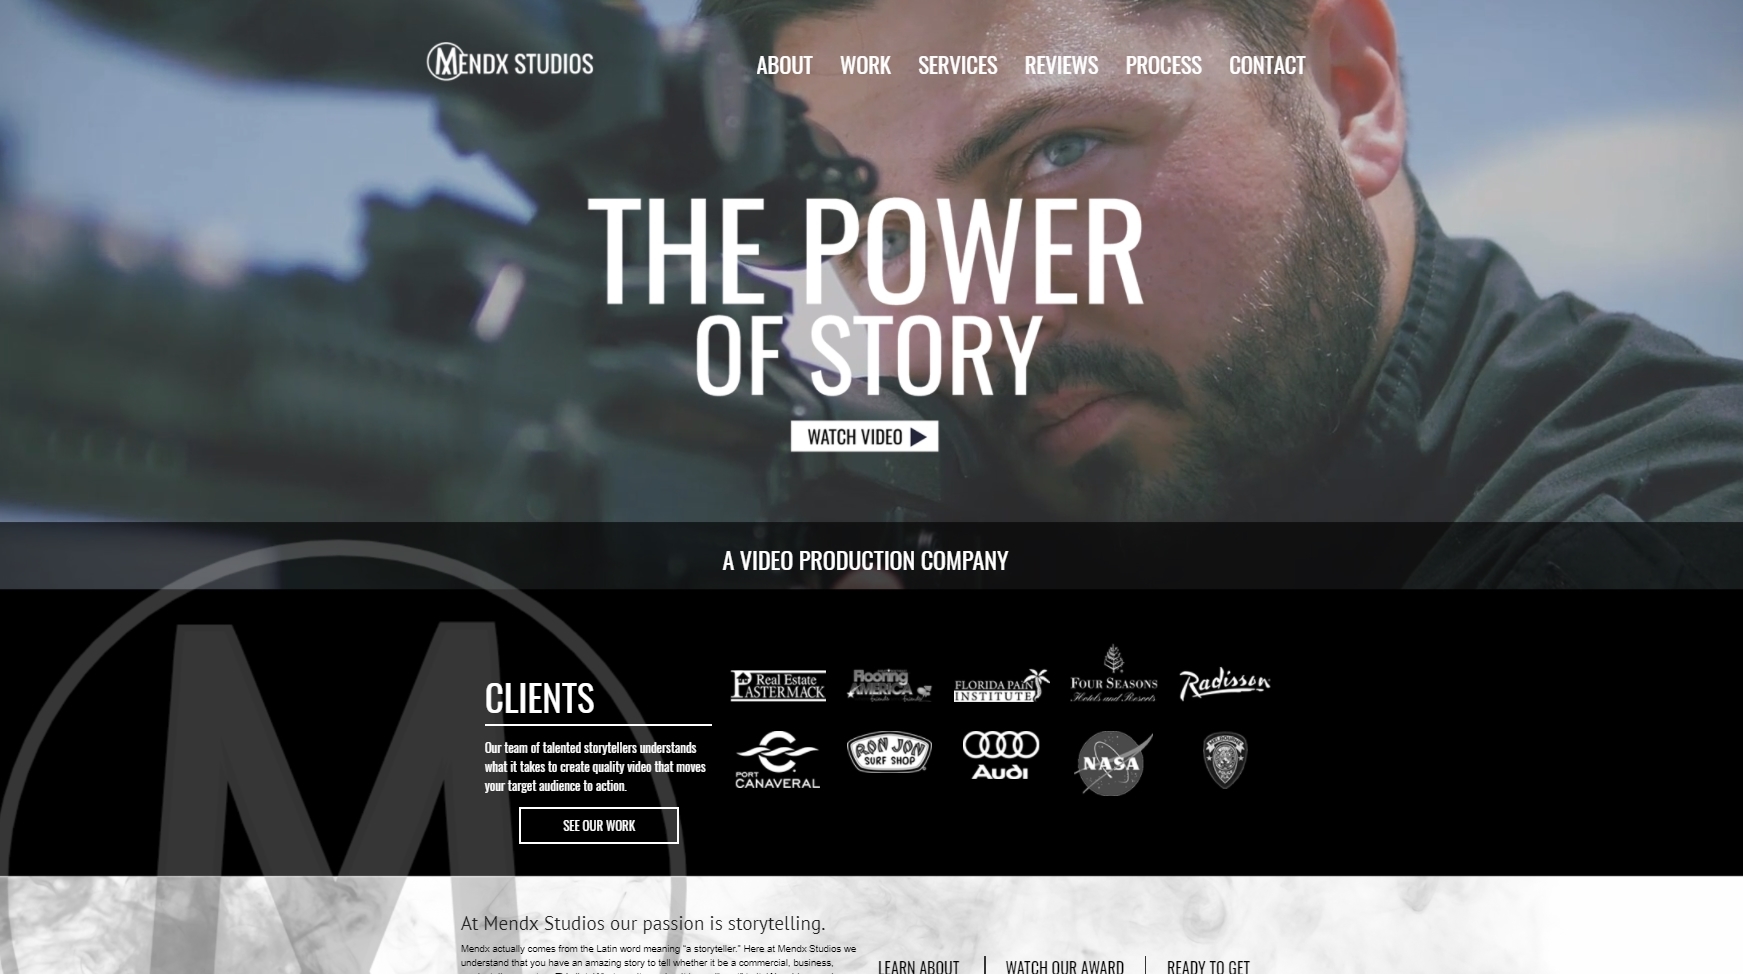 MENDX STUDIOS
ABOUT WORK SERVICES REVIEWS PROCESS CONTACT
THE POWER
OF STORY
WATCH VIDEO
A VIDEO PRODUCTION COMPANY
CLIENTS
Our team of talented storytellers understands
what it takes to create quality video that moves
your target audience to action.
SEE OUR WORK
Real Estate
PASTERMACK
Flooring
AMERICA
FLORIDA PAIN
INSTITUTE
FOUR SEASONS
Hotels and Resorts
Radisson
PORT
CANAVERAL
RON JON
SURF SHOP
Audi
NASA
At Mendx Studios our passion is storytelling.
Mendx actually comes from the Latin word meaning "a storyteller." Here at Mendx Studios we
understand that you have an amazing story to tell whether it be a commercial, business,
LEARN ABOUT
WATCH OUR AWARD
READY TO GET